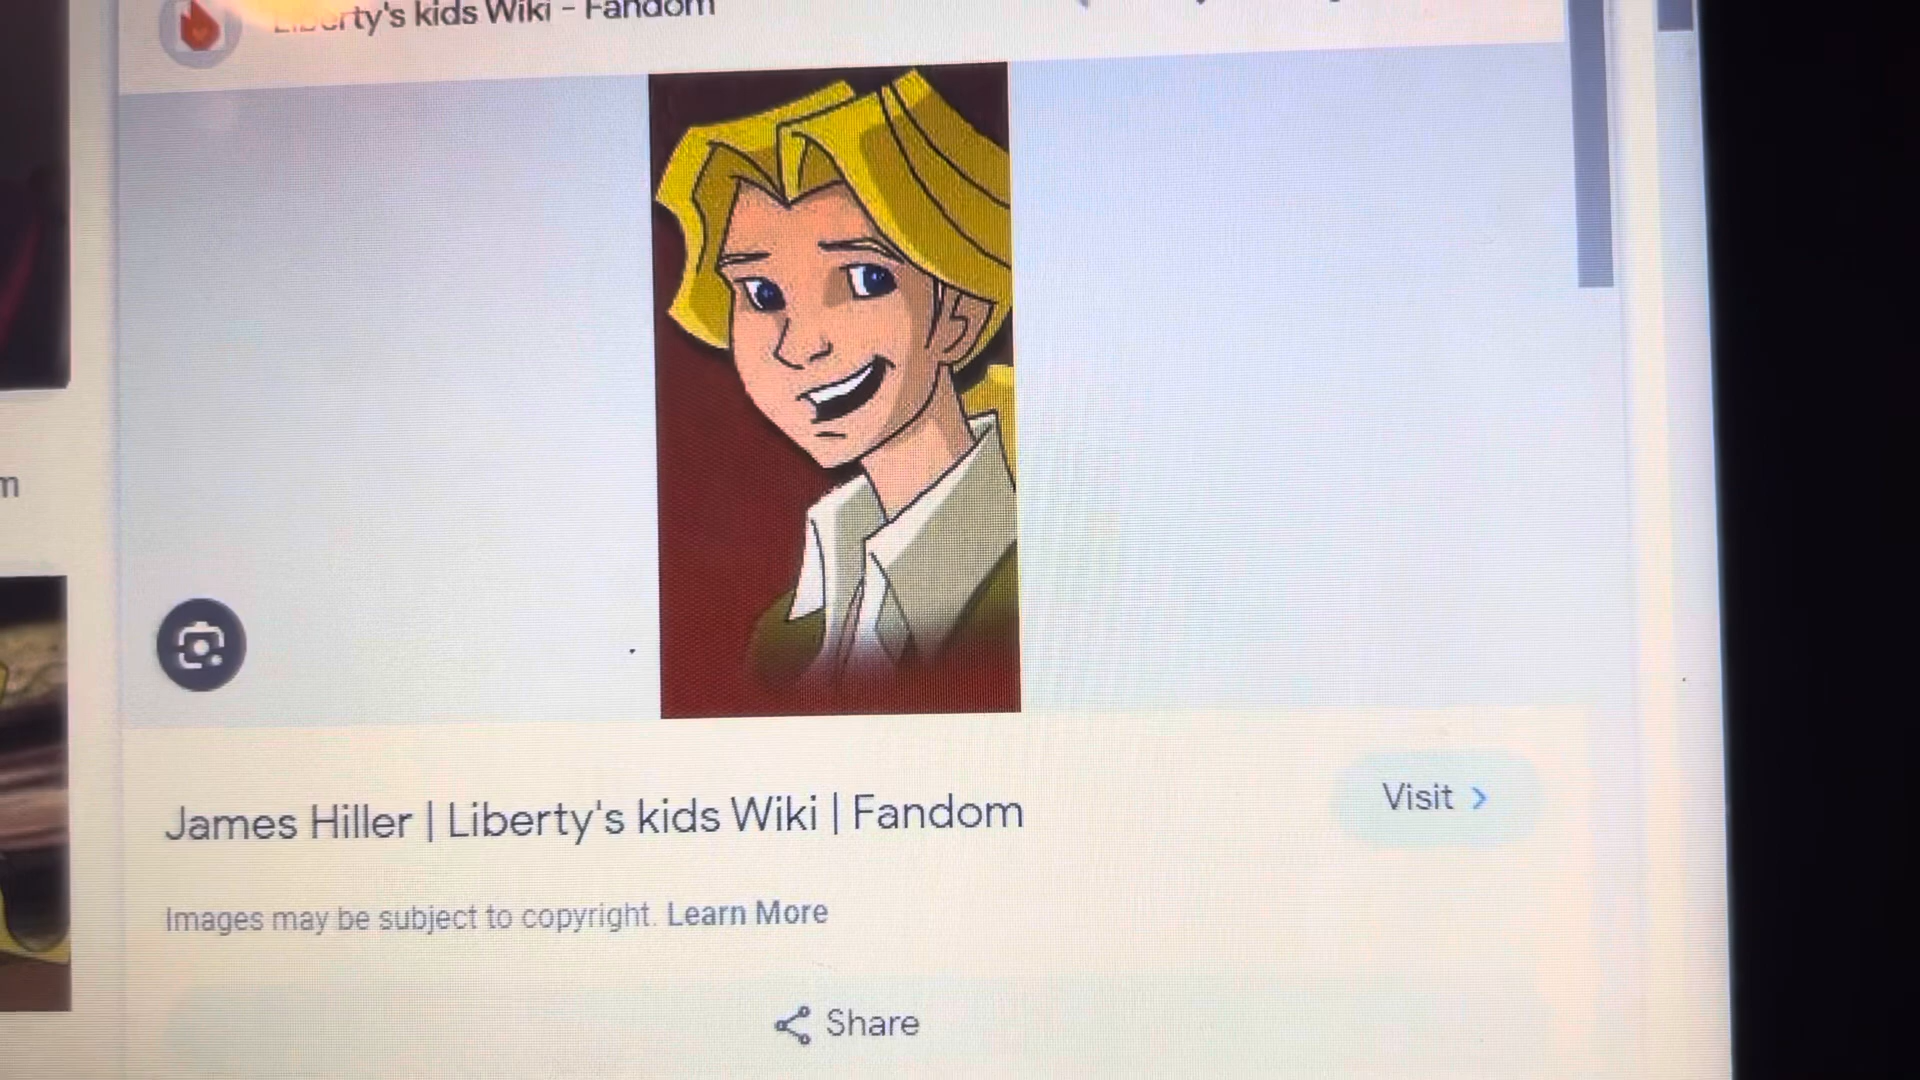 Liberty's kids Wiki - Fandom
m
James Hiller | Liberty's kids Wiki | Fandom
Visit >
Images may be subject to copyright. Learn More
Share